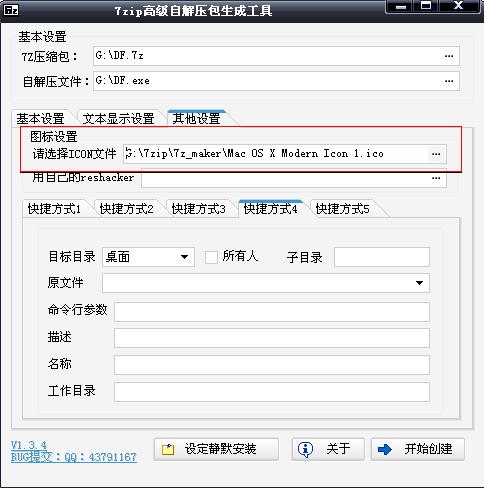 7zip高级自解压包生成工具
基本设置
7Z压缩包： G:\DF.7z ...
自解压文件： G:\DF.exe ...
基本设置 文本显示设置 其他设置
图标设置
请选择ICON文件 G:\7zip\7z_maker\Mac OS X Modern Icon 1.ico ...
用自己的reshacker ...
快捷方式1 快捷方式2 快捷方式3 快捷方式4 快捷方式5
目标目录 桌面 所有人 子目录
原文件
命令行参数
描述
名称
工作目录
V1.3.4
BUG提交：QQ：43791167
设定静默安装 关于 开始创建